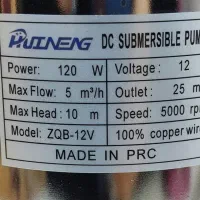 HUINENG DC SUBMERSIBLE PUM
Power: 120 W Voltage: 12
Max Flow: 5 m³/h Outlet: 25 m
Max Head: 10 m Speed: 5000 rp
Model: ZQB-12V 100% copper wire
MADE IN PRC